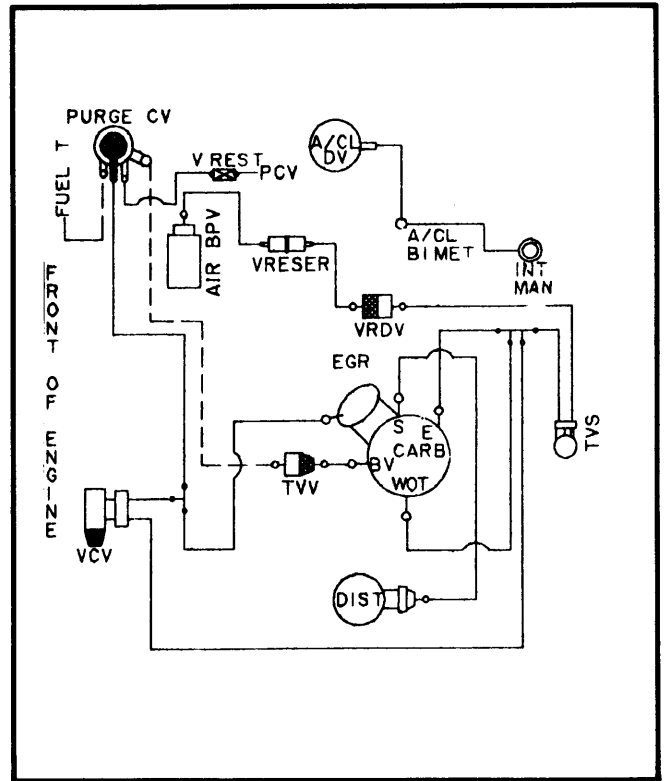 PURGE CV
FUEL T
V REST
PCV
A/CL
DV
A/CL
BIMET
INT
MAN
AIR BPV
VRESER
VRDV
FRONT OF ENGINE
EGR
S
E
CARB
BV
WOT
TVV
TVS
VCV
DIST